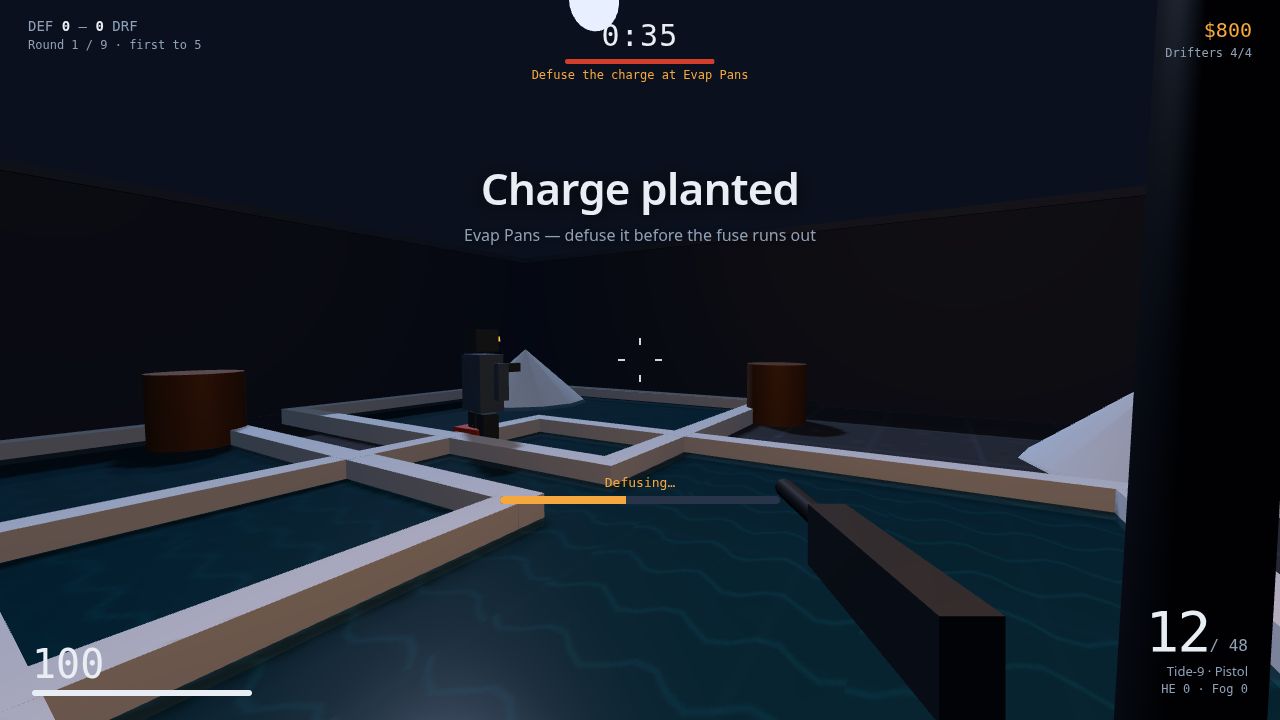 DEF 0 — 0 DRF
Round 1 / 9 · first to 5
0:35
Defuse the charge at Evap Pans
$800
Drifters 4/4
Charge planted
Evap Pans — defuse it before the fuse runs out
Defusing…
100
12 / 48
Tide-9 · Pistol
HE 0 · Fog 0